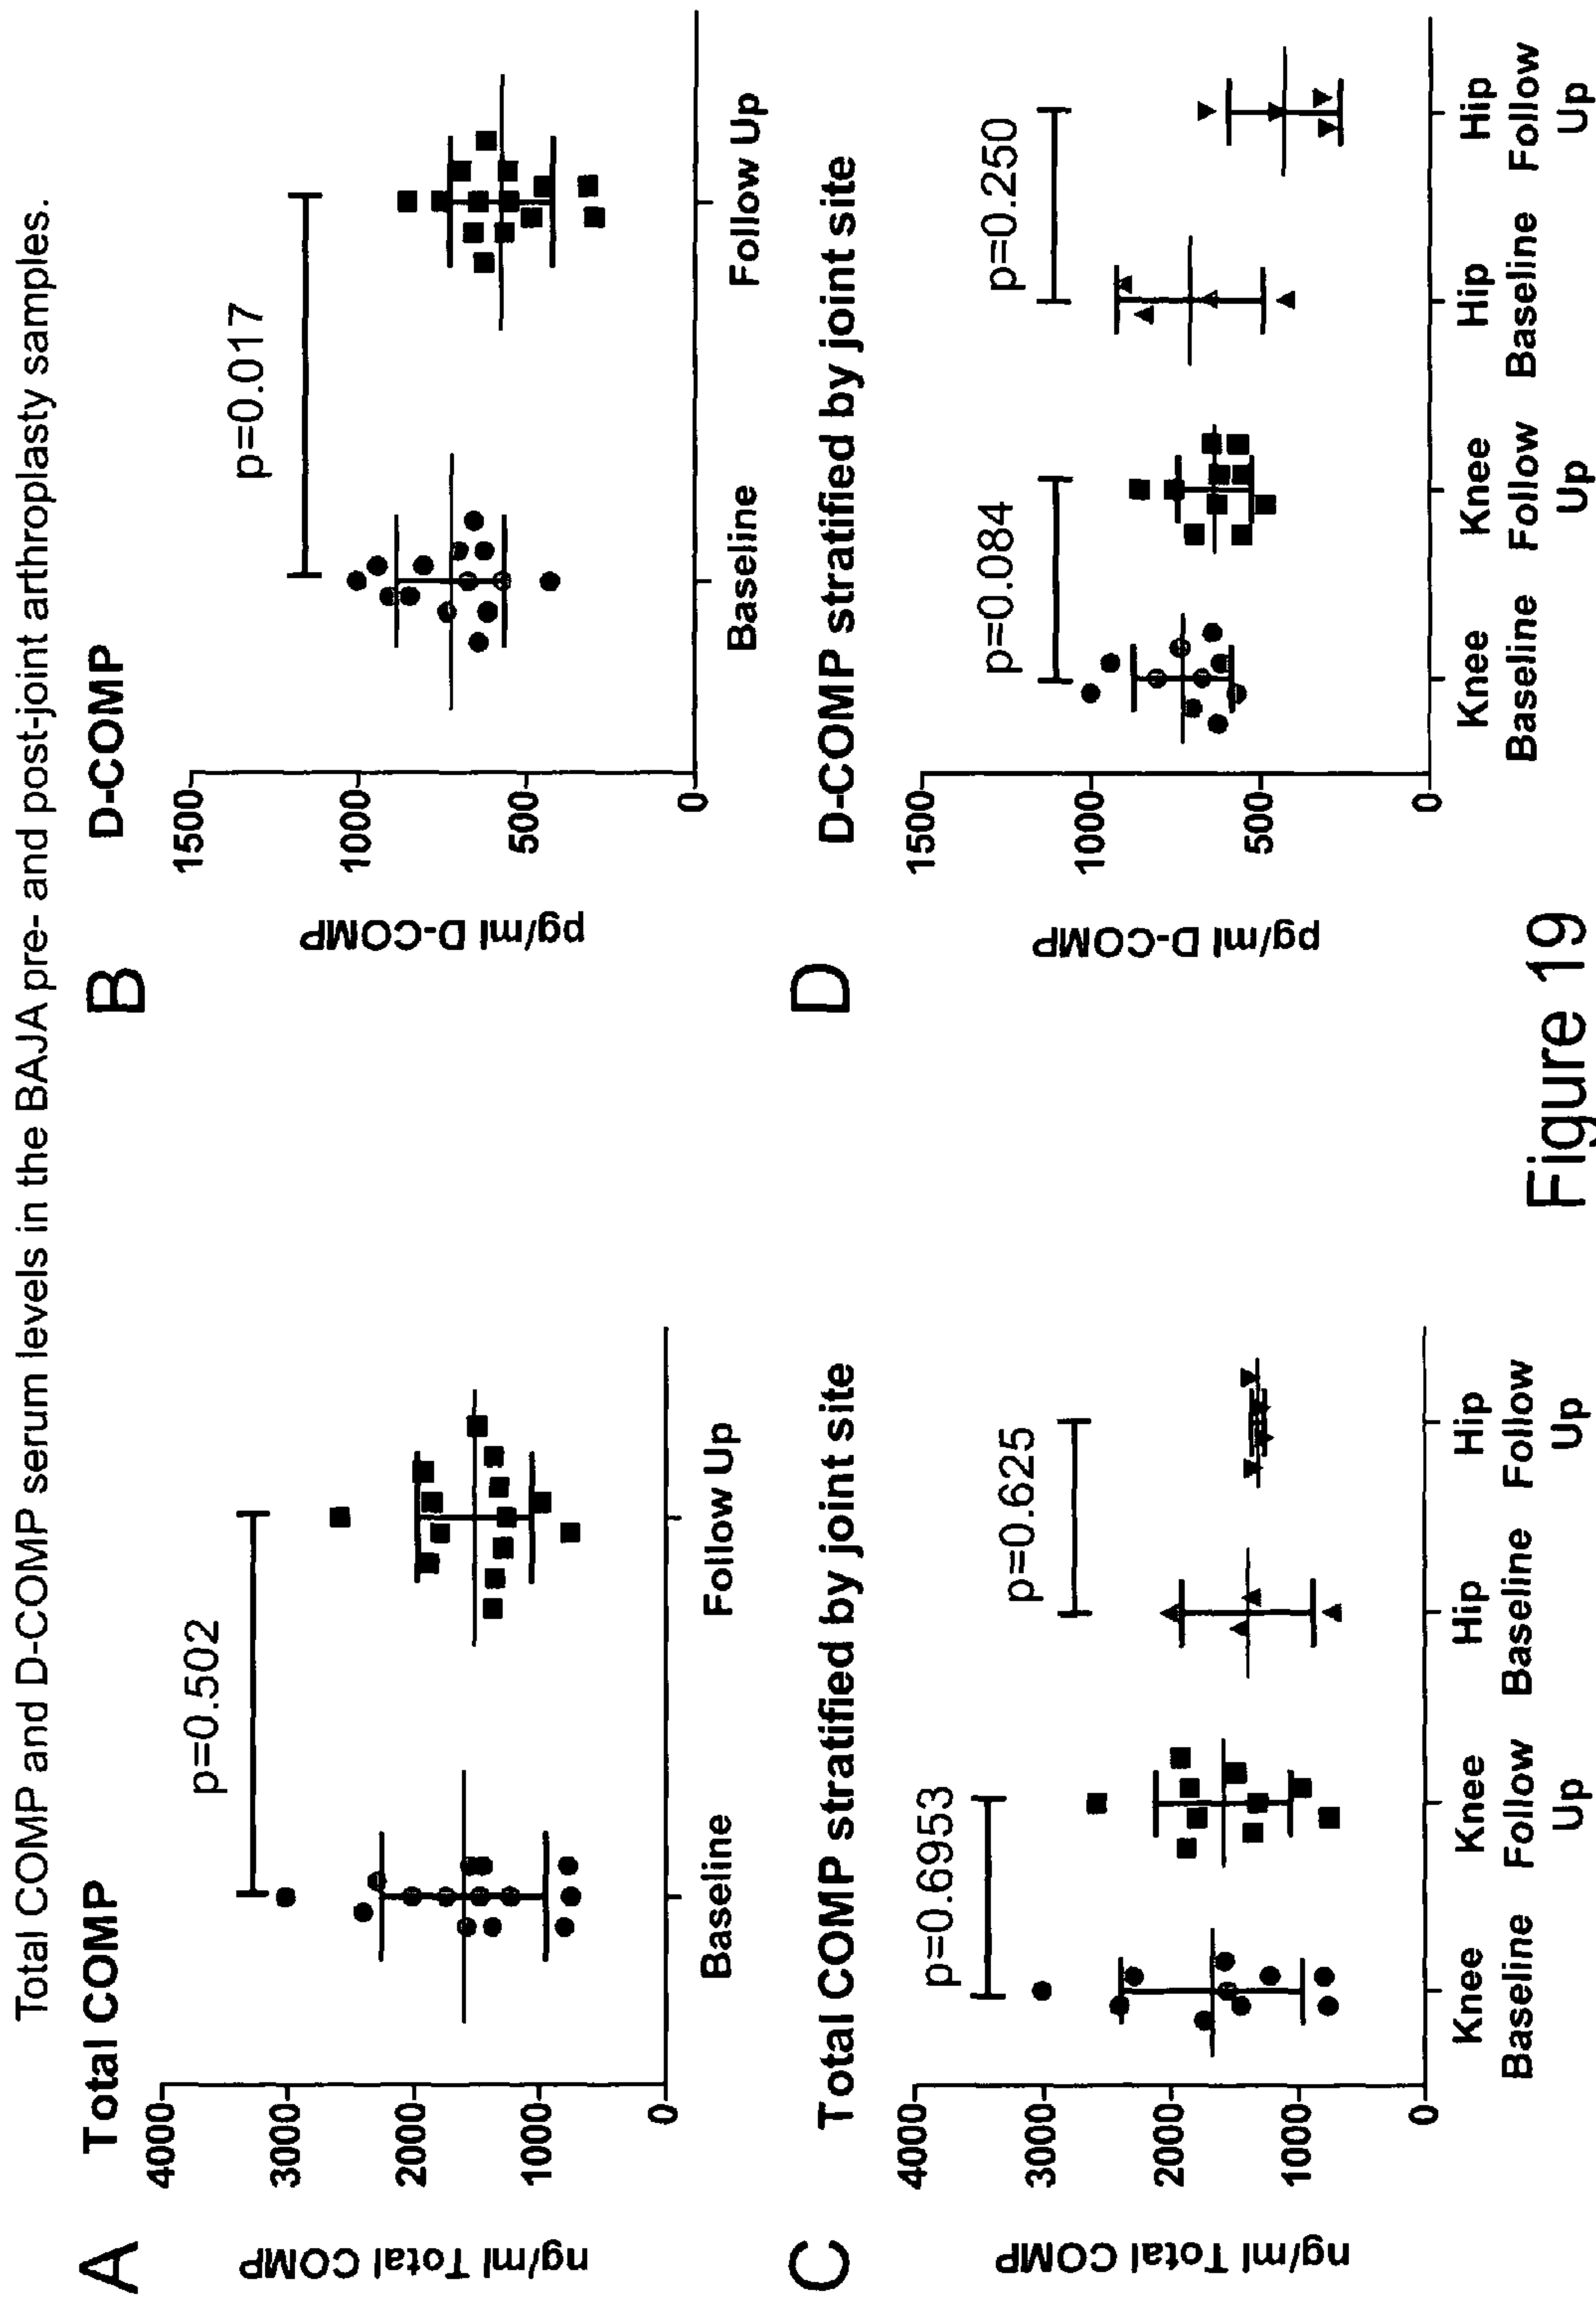 Total COMP and D-COMP serum levels in the BAJA pre- and post-joint arthroplasty samples.
A
Total COMP
ng/ml Total COMP
4000
3000
2000
1000
0
p=0.502
Baseline
Follow Up
B
D-COMP
pg/ml D-COMP
1500
1000
500
0
p=0.017
Baseline
Follow Up
C
Total COMP stratified by joint site
ng/ml Total COMP
4000
3000
2000
1000
0
p=0.6953
p=0.625
Knee Knee Hip Hip
Baseline Follow Baseline Follow
Up Up
D
D-COMP stratified by joint site
pg/ml D-COMP
1500
1000
500
0
p=0.084
p=0.250
Knee Knee Hip Hip
Baseline Follow Baseline Follow
Up Up
Figure 19